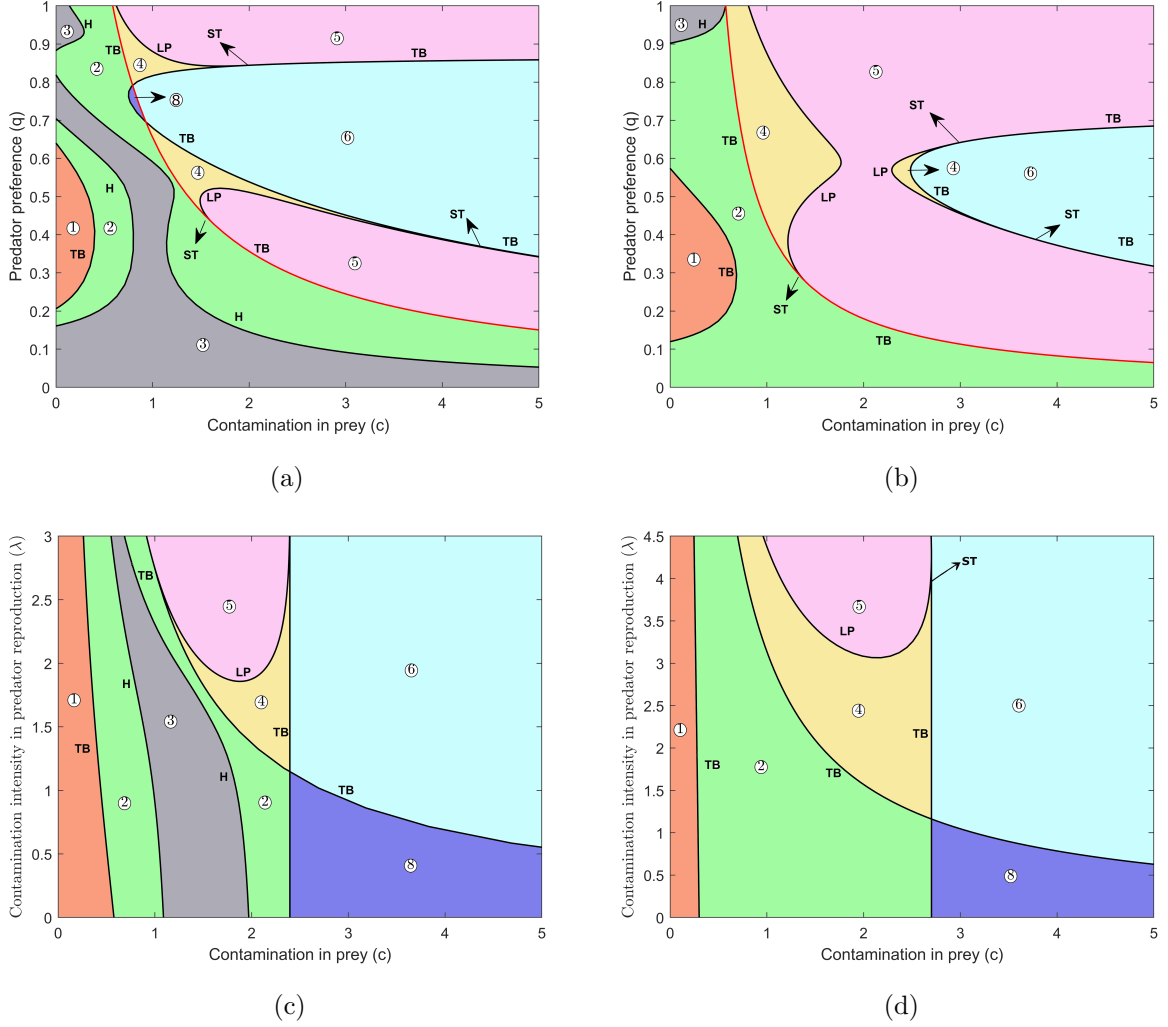 1
0.9
0.8
0.7
0.6
0.5
0.4
0.3
0.2
0.1
0
Predator preference (q)
0 1 2 3 4 5
Contamination in prey (c)
3 H TB 2 4 LP ST 5 TB
8 TB 6
4 LP ST TB 5
H 1 2 TB
H 3
ST TB
(a)
1
0.9
0.8
0.7
0.6
0.5
0.4
0.3
0.2
0.1
0
Predator preference (q)
0 1 2 3 4 5
Contamination in prey (c)
3 H 5
ST TB
TB 4
LP 4 6
LP TB
2 ST
TB
1 TB
ST TB
(b)
3
2.5
2
1.5
1
0.5
0
Contamination intensity in predator reproduction (λ)
0 1 2 3 4 5
Contamination in prey (c)
TB
5
H LP 6
1 4
3 TB
TB
H
2 2 TB
8
(c)
4.5
4
3.5
3
2.5
2
1.5
1
0.5
0
Contamination intensity in predator reproduction (λ)
0 1 2 3 4 5
Contamination in prey (c)
ST
5
LP
4 6
1 TB
TB 2 TB
8
(d)